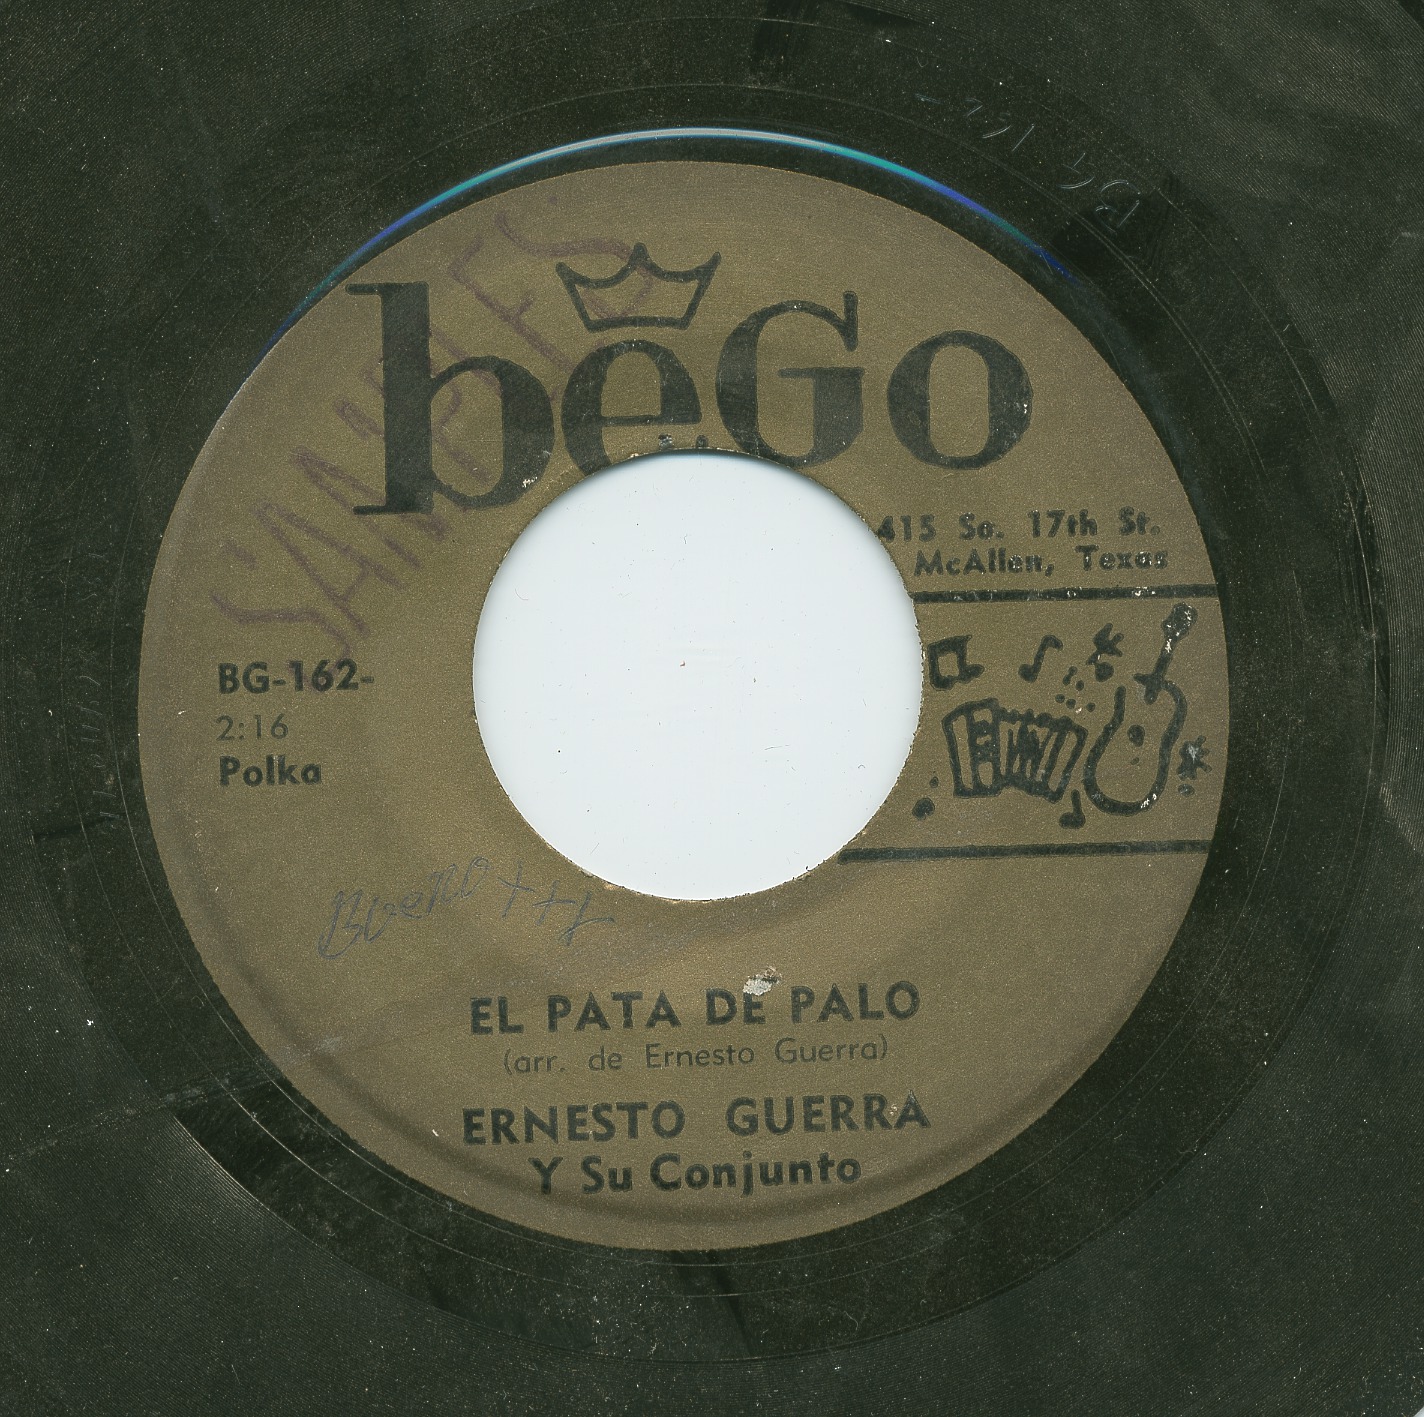 beGo
415 So. 17th St.
McAllen, Texas
BG-162-
2:16
Polka
Bueno +++
EL PATA DE PALO
(arr. de Ernesto Guerra)
ERNESTO GUERRA
Y Su Conjunto